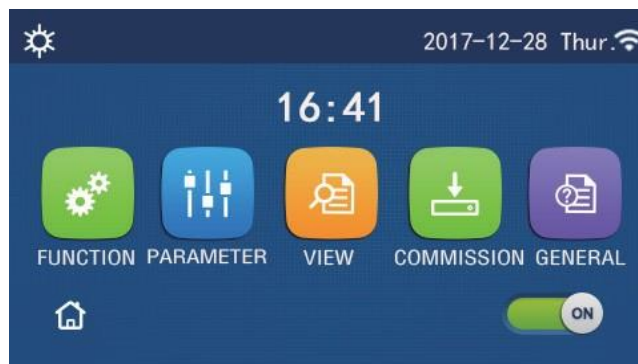 2017-12-28 Thur.
16:41
FUNCTION PARAMETER VIEW COMMISSION GENERAL
ON